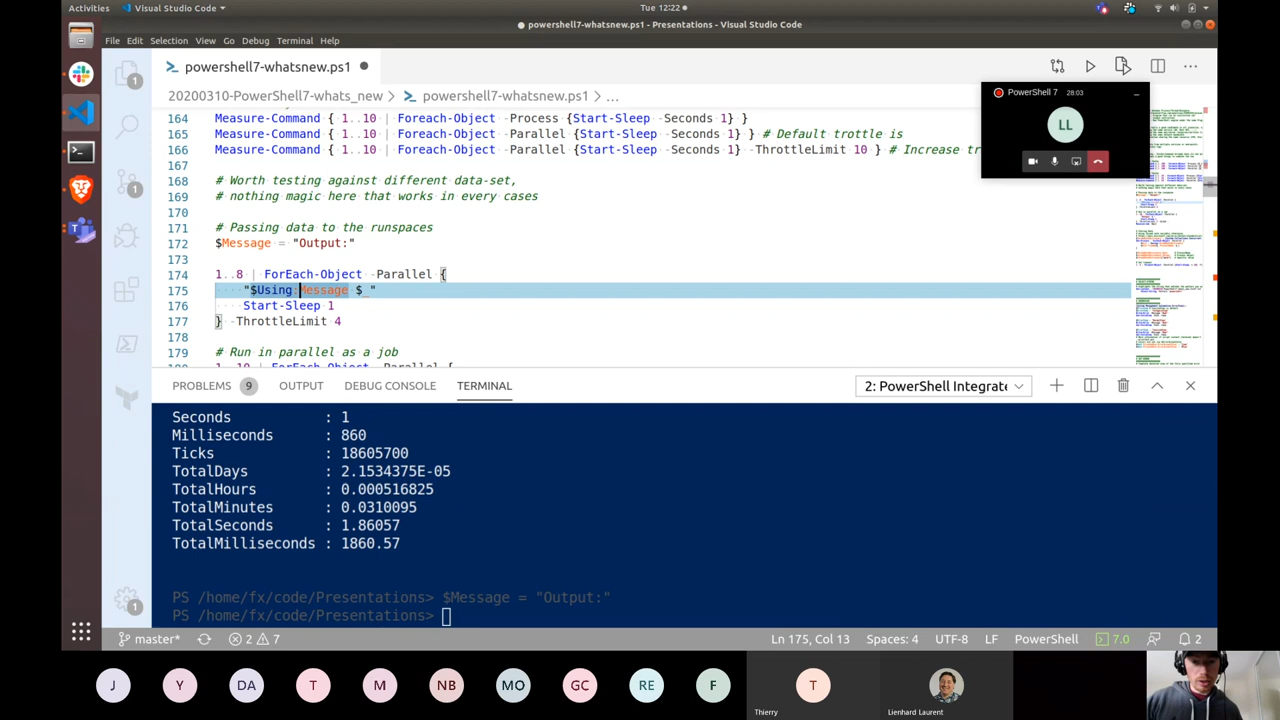 Activities
Visual Studio Code
Tue 12:22
powershell7-whatsnew.ps1 - Presentations - Visual Studio Code
File Edit Selection View Go Debug Terminal Help
powershell7-whatsnew.ps1
20200310-PowerShell7-whats_new > powershell7-whatsnew.ps1 > ...
PowerShell 7 28:03
LL
164 Measure-Command { 1..10 | Foreach-Object -Process {Start-Sleep -Seconds 1} }
165 Measure-Command { 1..10 | Foreach-Object -Parallel {Start-Sleep -Seconds 1} } # Default trottle is
166 Measure-Command { 1..10 | Foreach-Object -Parallel {Start-Sleep -Seconds 1} -ThrottleLimit 10 } # Increase
167
168 # Worth testing against different dataset,
169 # nothing magic here that works in every cases
170
171 # Passing data to the runspaces
172 $Message = "Output:"
173
174 1..8 | ForEach-Object -Parallel {
175 "$Using:Message $_"
176 Start-Sleep 1
177 } -ThrottleLimit 4
178
179 # Run in parallel as a job
PROBLEMS 9 OUTPUT DEBUG CONSOLE TERMINAL
2: PowerShell Integrate
Seconds : 1
Milliseconds : 860
Ticks : 18605700
TotalDays : 2.1534375E-05
TotalHours : 0.000516825
TotalMinutes : 0.0310095
TotalSeconds : 1.86057
TotalMilliseconds : 1860.57
PS /home/fx/code/Presentations> $Message = "Output:"
PS /home/fx/code/Presentations>
master* 2 7 Ln 175, Col 13 Spaces: 4 UTF-8 LF PowerShell 7.0 2
J Y DA T M NB MO GC RE F T
Thierry
Lienhard Laurent